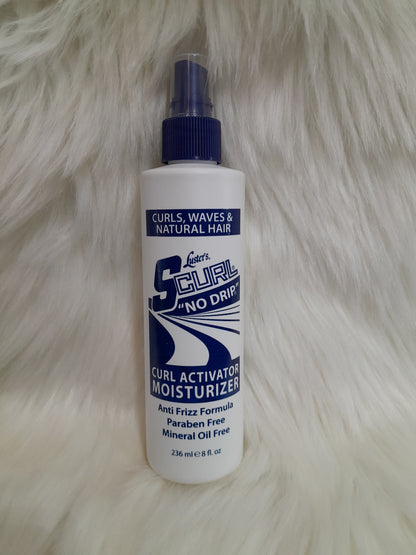 CURLS, WAVES &
NATURAL HAIR
Luster's.
SCURL
"NO DRIP"
CURL ACTIVATOR
MOISTURIZER
Anti Frizz Formula
Paraben Free
Mineral Oil Free
236 ml ℮ 8 fl. oz